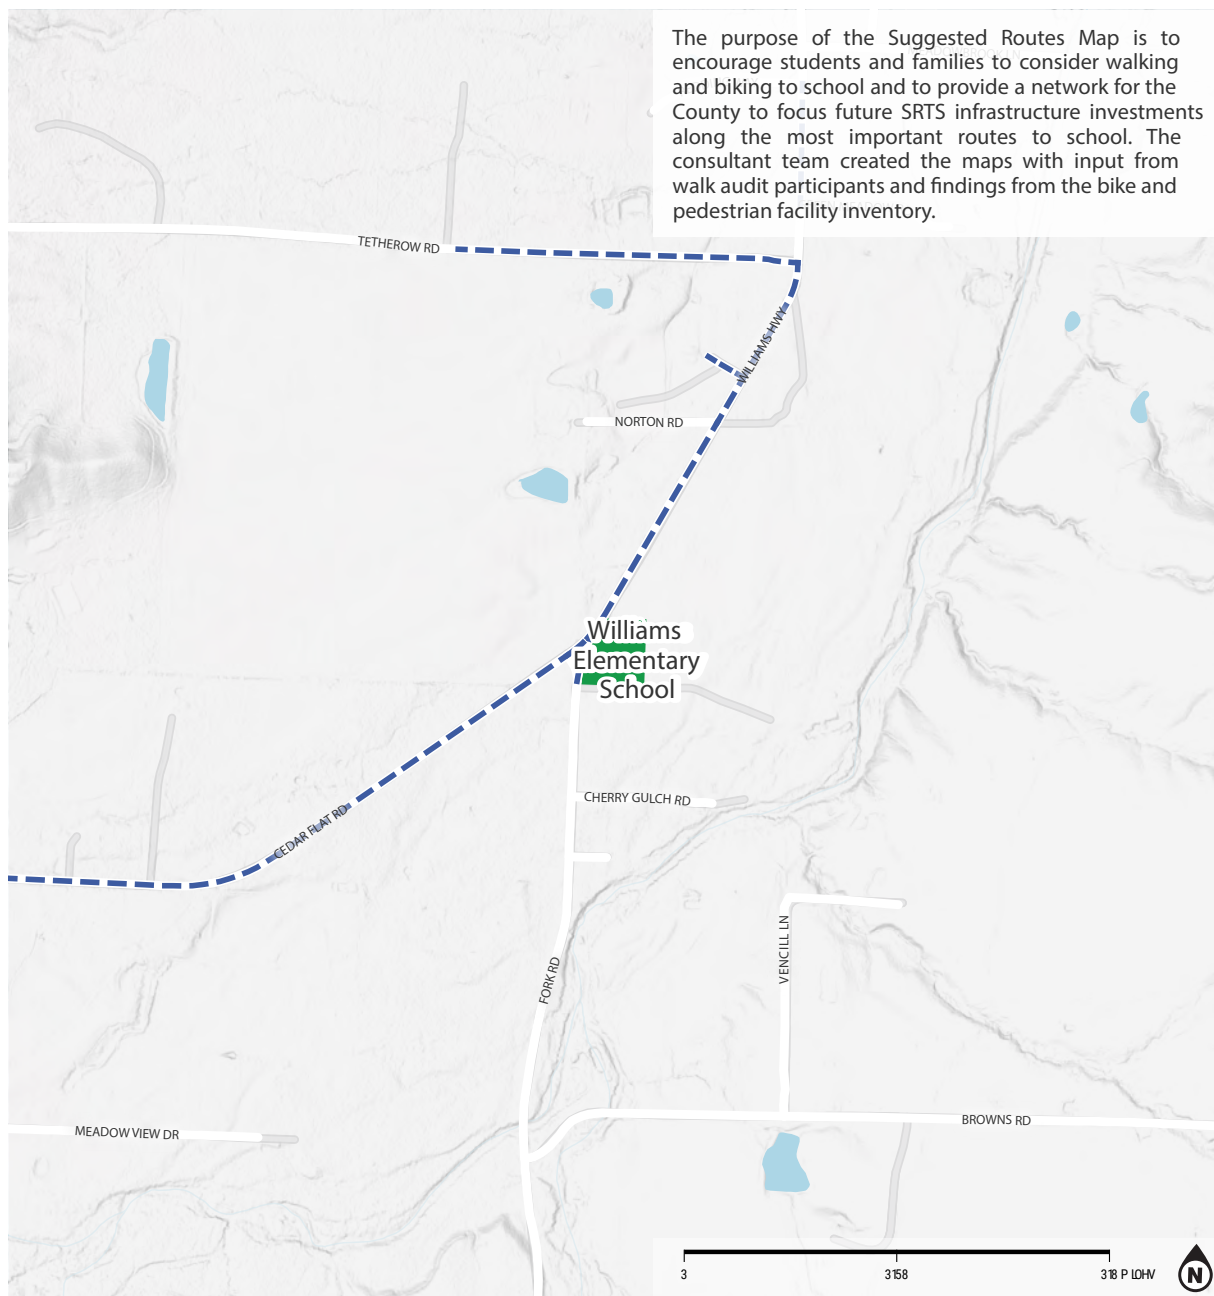 The purpose of the Suggested Routes Map is to
encourage students and families to consider walking
and biking to school and to provide a network for the
County to focus future SRTS infrastructure investments
along the most important routes to school. The
consultant team created the maps with input from
walk audit participants and findings from the bike and
pedestrian facility inventory.
TETHEROW RD
WILLIAMS HWY
NORTON RD
Williams
Elementary
School
CHERRY GULCH RD
CEDAR FLAT RD
VENCILL LN
FORK RD
MEADOW VIEW DR
BROWNS RD
3
3158
318 P LOHV
N